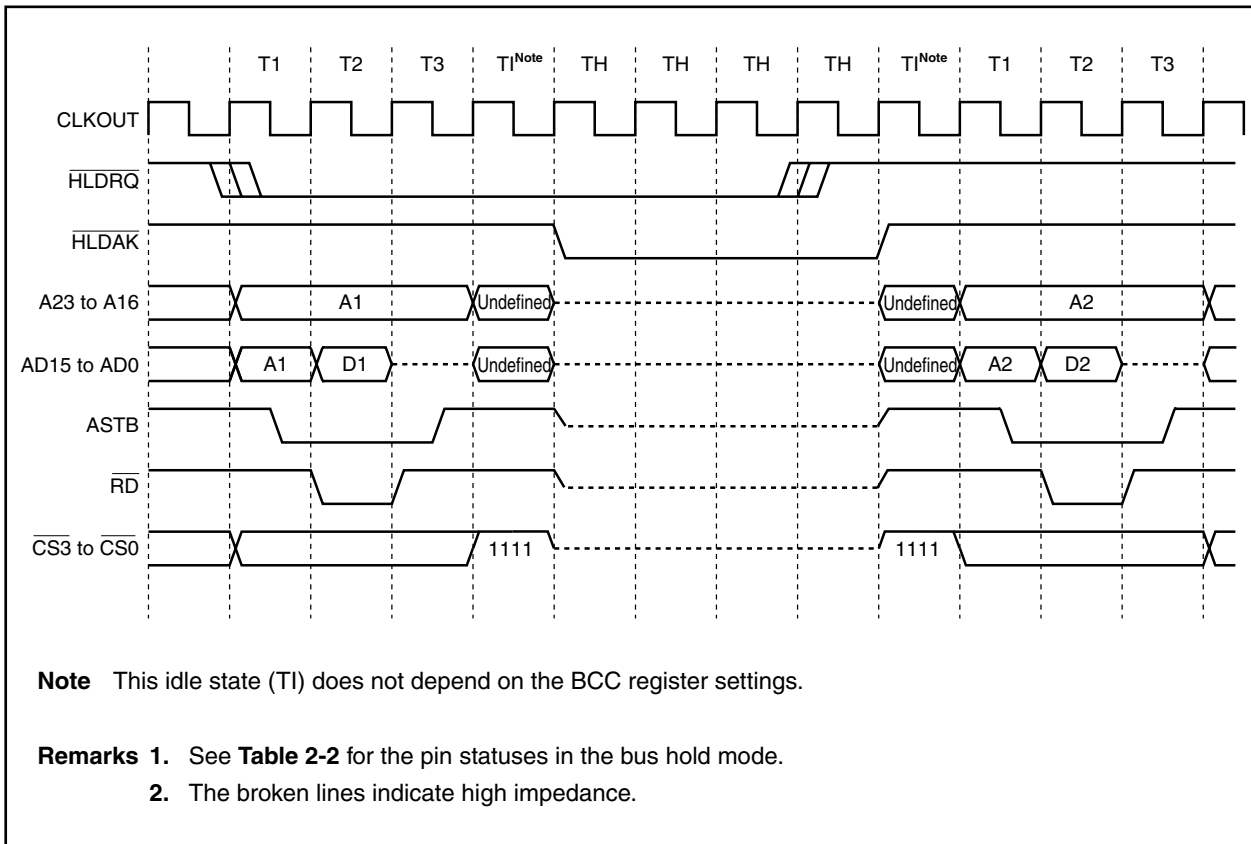 T1 T2 T3 TINote TH TH TH TH TINote T1 T2 T3
CLKOUT
HLDRQ
HLDAK
A23 to A16 A1 Undefined Undefined A2
AD15 to AD0 A1 D1 Undefined Undefined A2 D2
ASTB
RD
CS3 to CS0 1111 1111
Note This idle state (TI) does not depend on the BCC register settings.
Remarks 1. See Table 2-2 for the pin statuses in the bus hold mode.
2. The broken lines indicate high impedance.